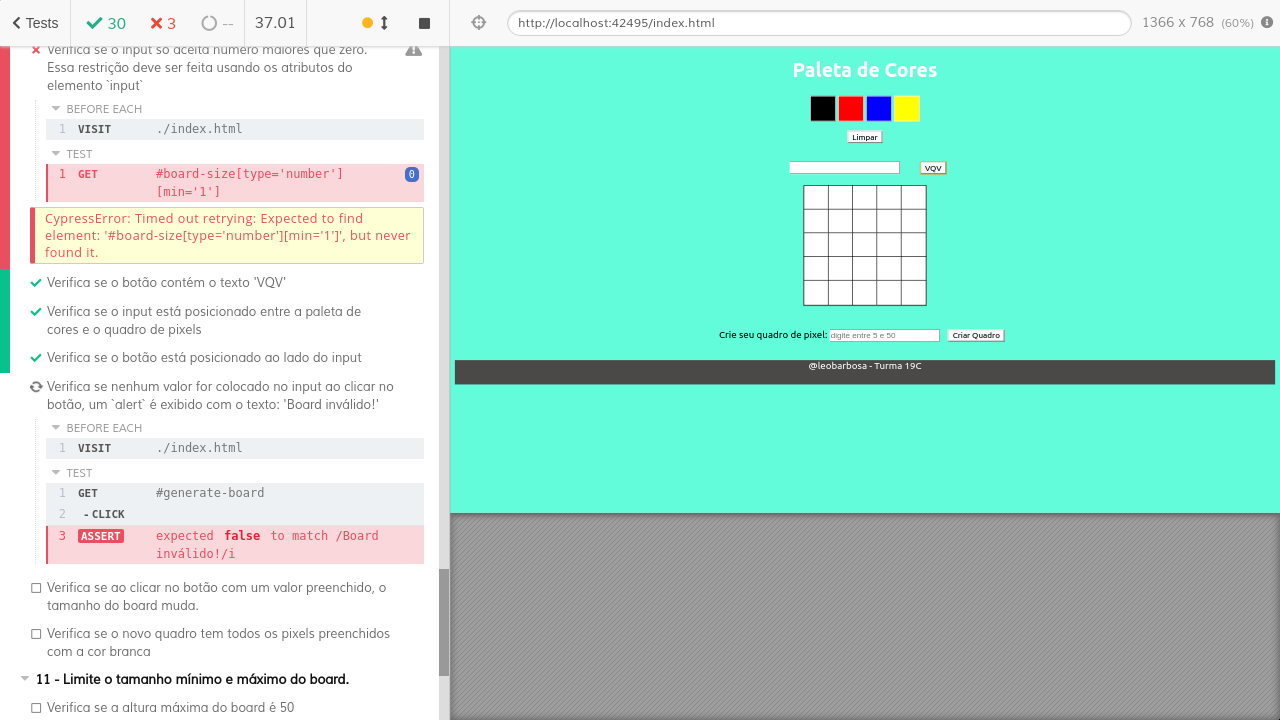 Tests
30
3
--
37.01
http://localhost:42495/index.html
1366 x 768 (60%)
Verifica se o input só aceita número maiores que zero.
Essa restrição deve ser feita usando os atributos do
elemento `input`
BEFORE EACH
1 VISIT ./index.html
TEST
1 GET #board-size[type='number']
[min='1']
0
CypressError: Timed out retrying: Expected to find
element: '#board-size[type='number'][min='1']', but never
found it.
Verifica se o botão contém o texto 'VQV'
Verifica se o input está posicionado entre a paleta de
cores e o quadro de pixels
Verifica se o botão está posicionado ao lado do input
Verifica se nenhum valor for colocado no input ao clicar no
botão, um `alert` é exibido com o texto: 'Board inválido!'
BEFORE EACH
1 VISIT ./index.html
TEST
1 GET #generate-board
2 - CLICK
3 ASSERT expected false to match /Board
inválido!/i
Verifica se ao clicar no botão com um valor preenchido, o
tamanho do board muda.
Verifica se o novo quadro tem todos os pixels preenchidos
com a cor branca
11 - Limite o tamanho mínimo e máximo do board.
Verifica se a altura máxima do board é 50
Paleta de Cores
Limpar
VQV
Crie seu quadro de pixel: digite entre 5 e 50 Criar Quadro
@leobarbosa - Turma 19C